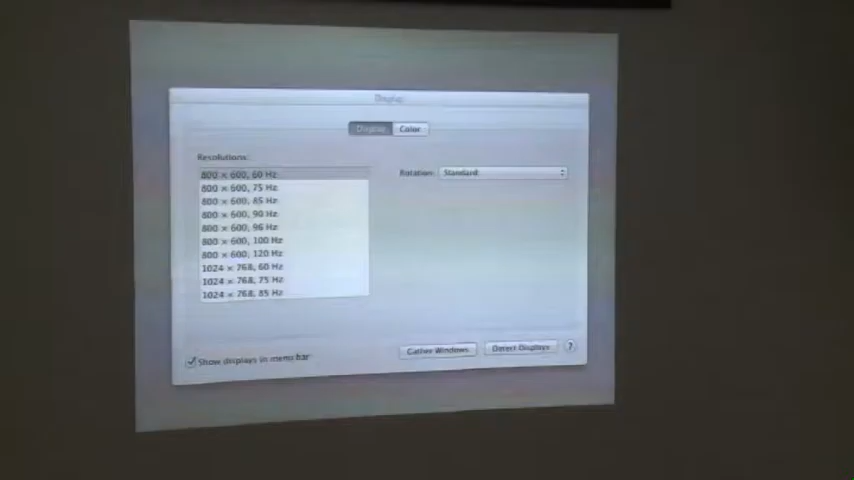 Display
Display Color
Resolutions:
800 × 600, 60 Hz
800 × 600, 75 Hz
800 × 600, 85 Hz
800 × 600, 90 Hz
800 × 600, 96 Hz
800 × 600, 100 Hz
800 × 600, 120 Hz
1024 × 768, 60 Hz
1024 × 768, 75 Hz
1024 × 768, 85 Hz
Rotation: Standard
Show displays in menu bar
Gather Windows Detect Displays ?